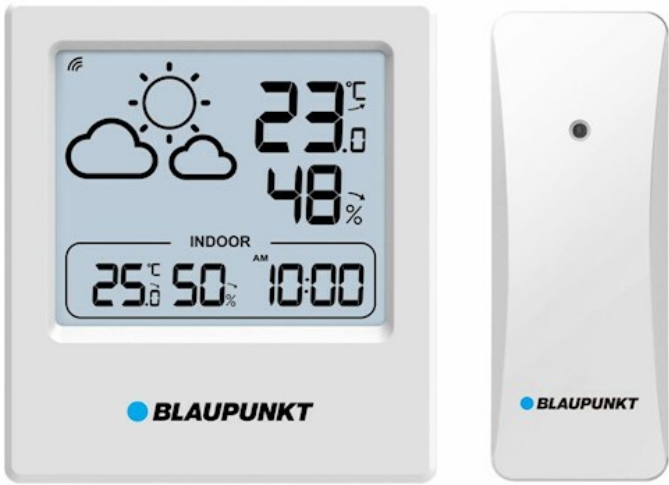 23.0 °C
48 %
INDOOR
25.0 °C 50 % AM 10:00
BLAUPUNKT
BLAUPUNKT